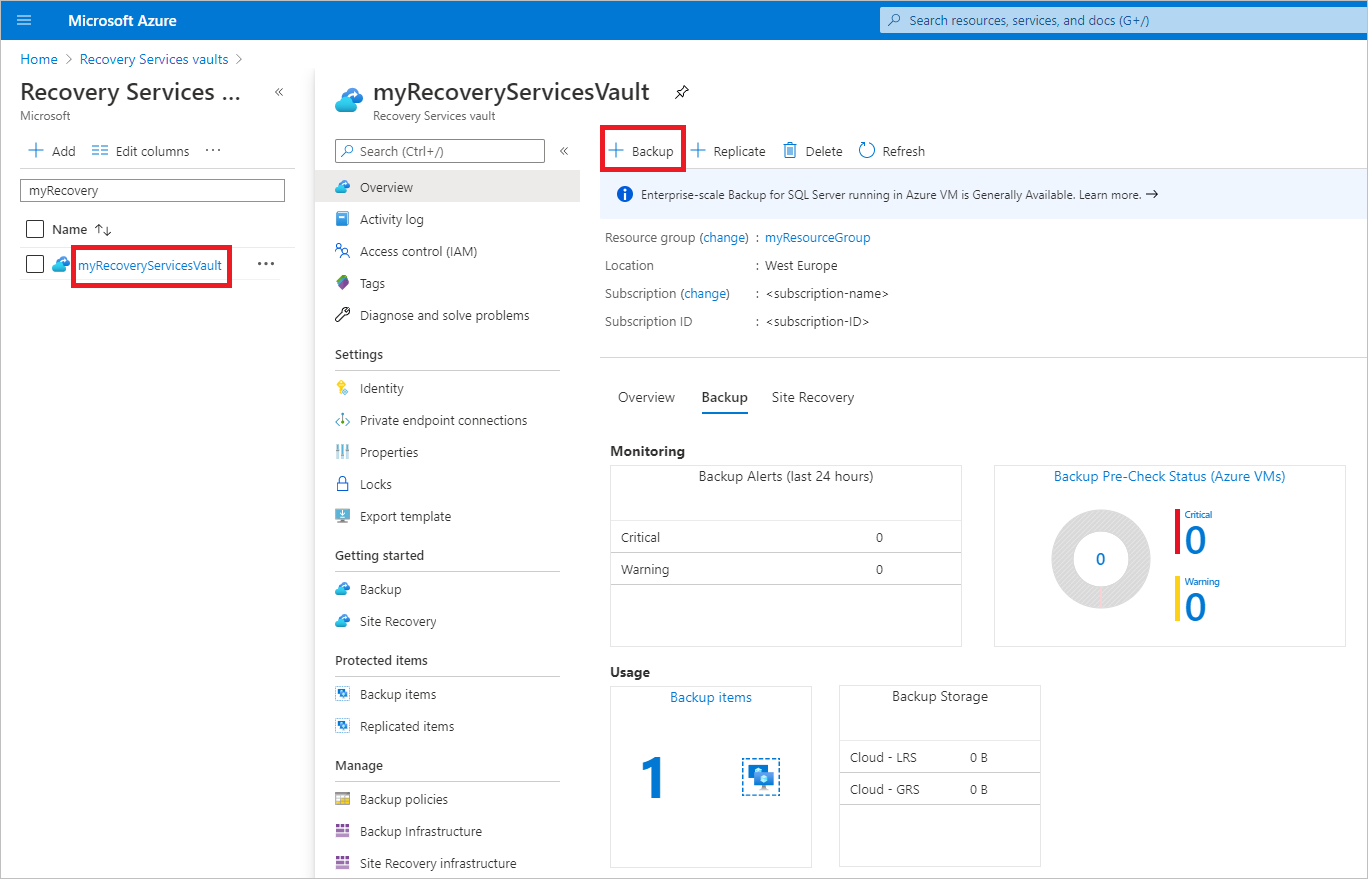 Microsoft Azure
Search resources, services, and docs (G+/)
Home > Recovery Services vaults >
Recovery Services ...
«
Microsoft
+ Add
Edit columns
...
myRecovery
Name ↑↓
myRecoveryServicesVault
...
myRecoveryServicesVault
Recovery Services vault
Search (Ctrl+/)
«
Overview
Activity log
Access control (IAM)
Tags
Diagnose and solve problems
Settings
Identity
Private endpoint connections
Properties
Locks
Export template
Getting started
Backup
Site Recovery
Protected items
Backup items
Replicated items
Manage
Backup policies
Backup Infrastructure
Site Recovery infrastructure
+ Backup
+ Replicate
Delete
Refresh
Enterprise-scale Backup for SQL Server running in Azure VM is Generally Available. Learn more. →
Resource group (change) : myResourceGroup
Location : West Europe
Subscription (change) : <subscription-name>
Subscription ID : <subscription-ID>
Overview
Backup
Site Recovery
Monitoring
Backup Alerts (last 24 hours)
Critical 0
Warning 0
Backup Pre-Check Status (Azure VMs)
0
Critical
0
Warning
0
Usage
Backup items
1
Backup Storage
Cloud - LRS 0 B
Cloud - GRS 0 B